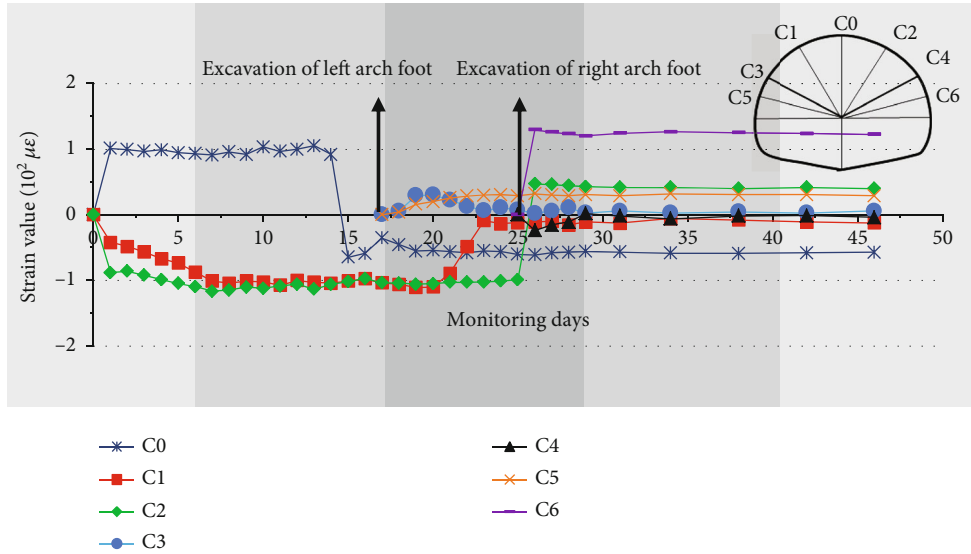 Excavation of left arch foot
Excavation of right arch foot
C0
C1
C2
C3
C4
C5
C6
Strain value (10² με)
2
1
0
–1
–2
0
5
10
15
20
25
30
35
40
45
50
Monitoring days
C0
C1
C2
C3
C4
C5
C6